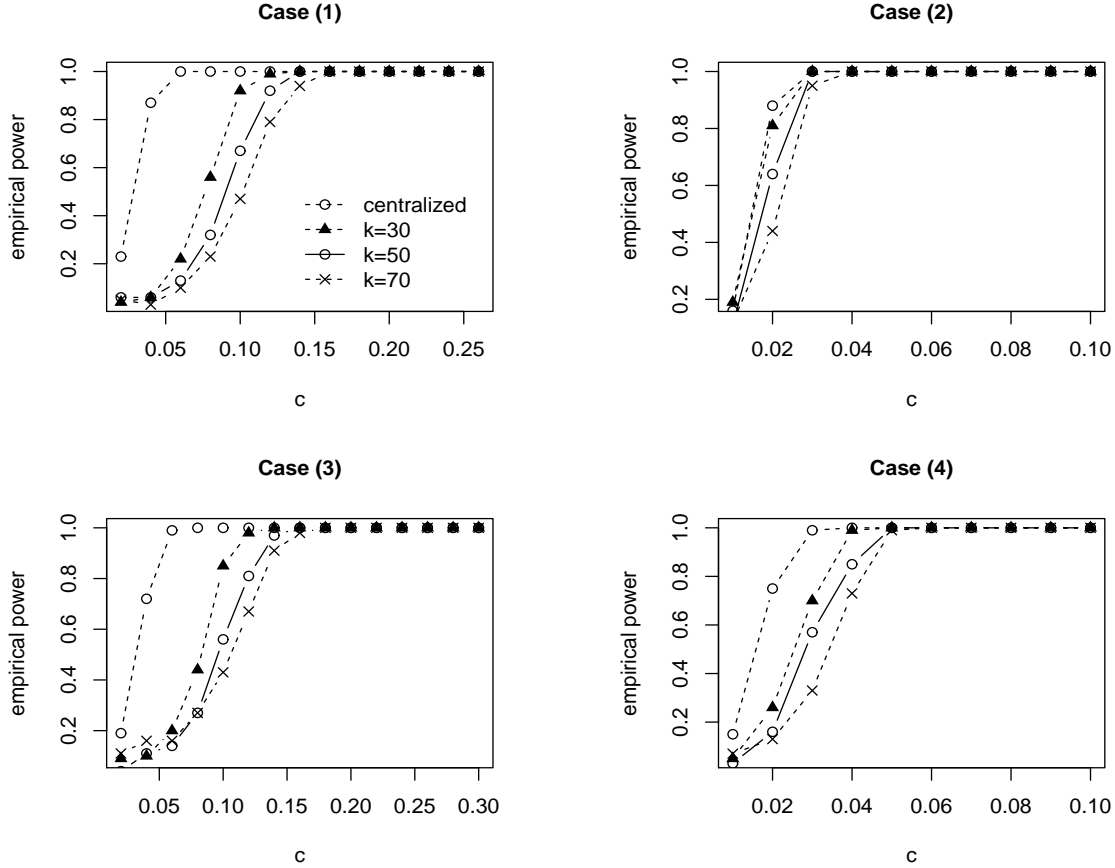 Case (1)
empirical power
1.0
0.8
0.6
0.4
0.2
centralized
k=30
k=50
k=70
0.05 0.10 0.15 0.20 0.25
c
Case (2)
empirical power
1.0
0.8
0.6
0.4
0.2
0.02 0.04 0.06 0.08 0.10
c
Case (3)
empirical power
1.0
0.8
0.6
0.4
0.2
0.05 0.10 0.15 0.20 0.25 0.30
c
Case (4)
empirical power
1.0
0.8
0.6
0.4
0.2
0.02 0.04 0.06 0.08 0.10
c